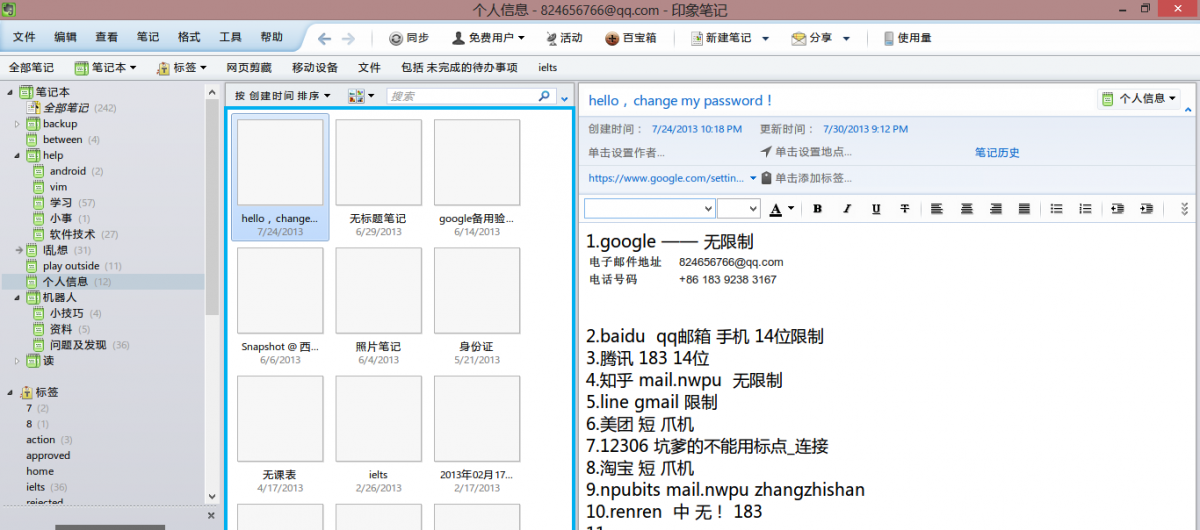 个人信息 - 824656766@qq.com - 印象笔记
文件 编辑 查看 笔记 格式 工具 帮助 同步 免费用户 活动 百宝箱 新建笔记 分享 使用量
全部笔记 笔记本 标签 网页剪藏 移动设备 文件 包括 未完成的待办事项 ielts
笔记本
全部笔记 (242)
backup
between (4)
help
android (2)
vim
学习 (57)
小事 (1)
软件技术 (27)
乱想 (31)
play outside (11)
个人信息 (12)
机器人
小技巧 (4)
资料 (5)
问题及发现 (36)
读
标签
7 (2)
8 (1)
action (3)
approved
home
ielts (36)
rejected
按 创建时间 排序 搜索
hello，change...
7/24/2013
无标题笔记
6/29/2013
google备用验...
6/14/2013
Snapshot @ 西...
6/6/2013
照片笔记
6/4/2013
身份证
5/21/2013
无课表
4/17/2013
ielts
2/26/2013
2013年02月17...
2/17/2013
hello，change my password！ 个人信息
创建时间： 7/24/2013 10:18 PM 更新时间： 7/30/2013 9:12 PM
单击设置作者... 单击设置地点... 笔记历史
https://www.google.com/settin... 单击添加标签...
A B I U T
1.google —— 无限制
电子邮件地址 824656766@qq.com
电话号码 +86 183 9238 3167
2.baidu qq邮箱 手机 14位限制
3.腾讯 183 14位
4.知乎 mail.nwpu 无限制
5.line gmail 限制
6.美团 短 爪机
7.12306 坑爹的不能用标点_连接
8.淘宝 短 爪机
9.npubits mail.nwpu zhangzhishan
10.renren 中 无！ 183